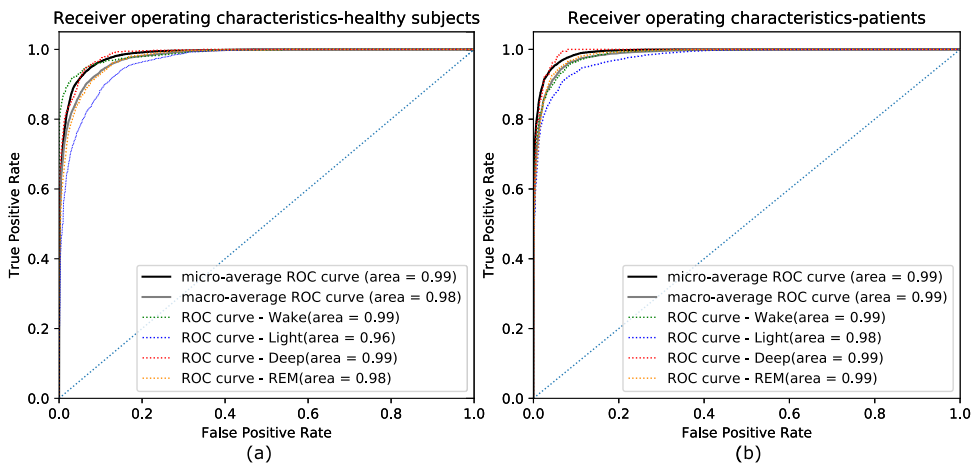 Receiver operating characteristics-healthy subjects
1.0
0.8
0.6
0.4
0.2
0.0
True Positive Rate
micro-average ROC curve (area = 0.99)
macro-average ROC curve (area = 0.98)
ROC curve - Wake(area = 0.99)
ROC curve - Light(area = 0.96)
ROC curve - Deep(area = 0.99)
ROC curve - REM(area = 0.98)
0.0 0.2 0.4 0.6 0.8 1.0
False Positive Rate
(a)
Receiver operating characteristics-patients
1.0
0.8
0.6
0.4
0.2
0.0
True Positive Rate
micro-average ROC curve (area = 0.99)
macro-average ROC curve (area = 0.99)
ROC curve - Wake(area = 0.99)
ROC curve - Light(area = 0.98)
ROC curve - Deep(area = 0.99)
ROC curve - REM(area = 0.99)
0.0 0.2 0.4 0.6 0.8 1.0
False Positive Rate
(b)